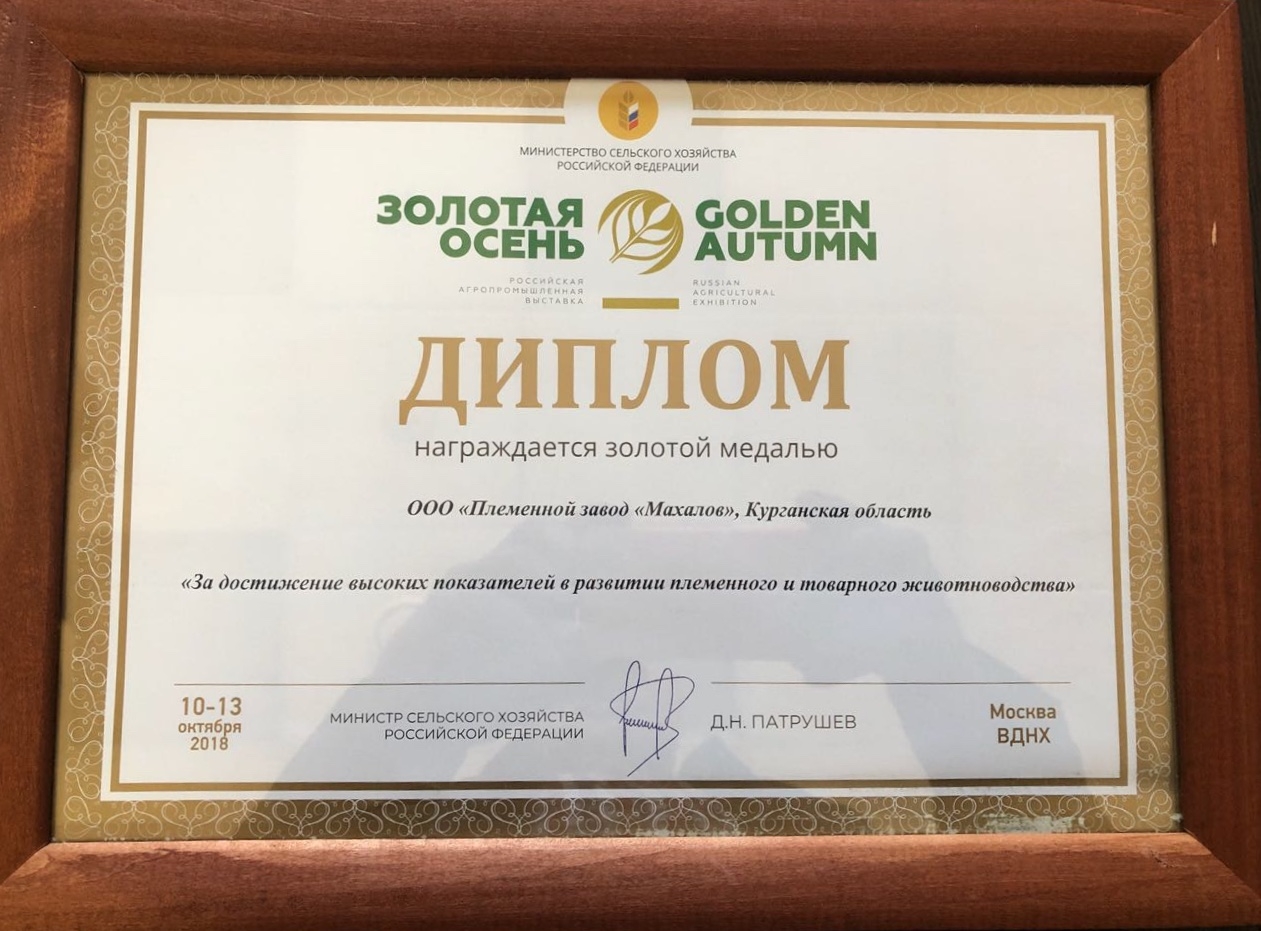 МИНИСТЕРСТВО СЕЛЬСКОГО ХОЗЯЙСТВА
РОССИЙСКОЙ ФЕДЕРАЦИИ
ЗОЛОТАЯ
ОСЕНЬ
GOLDEN
AUTUMN
РОССИЙСКАЯ
АГРОПРОМЫШЛЕННАЯ
ВЫСТАВКА
RUSSIAN
AGRICULTURAL
EXHIBITION
ДИПЛОМ
награждается золотой медалью
ООО «Племенной завод «Махалов», Курганская область
«За достижение высоких показателей в развитии племенного и товарного животноводства»
10-13
октября
2018
МИНИСТР СЕЛЬСКОГО ХОЗЯЙСТВА
РОССИЙСКОЙ ФЕДЕРАЦИИ
Д.Н. ПАТРУШЕВ
Москва
ВДНХ